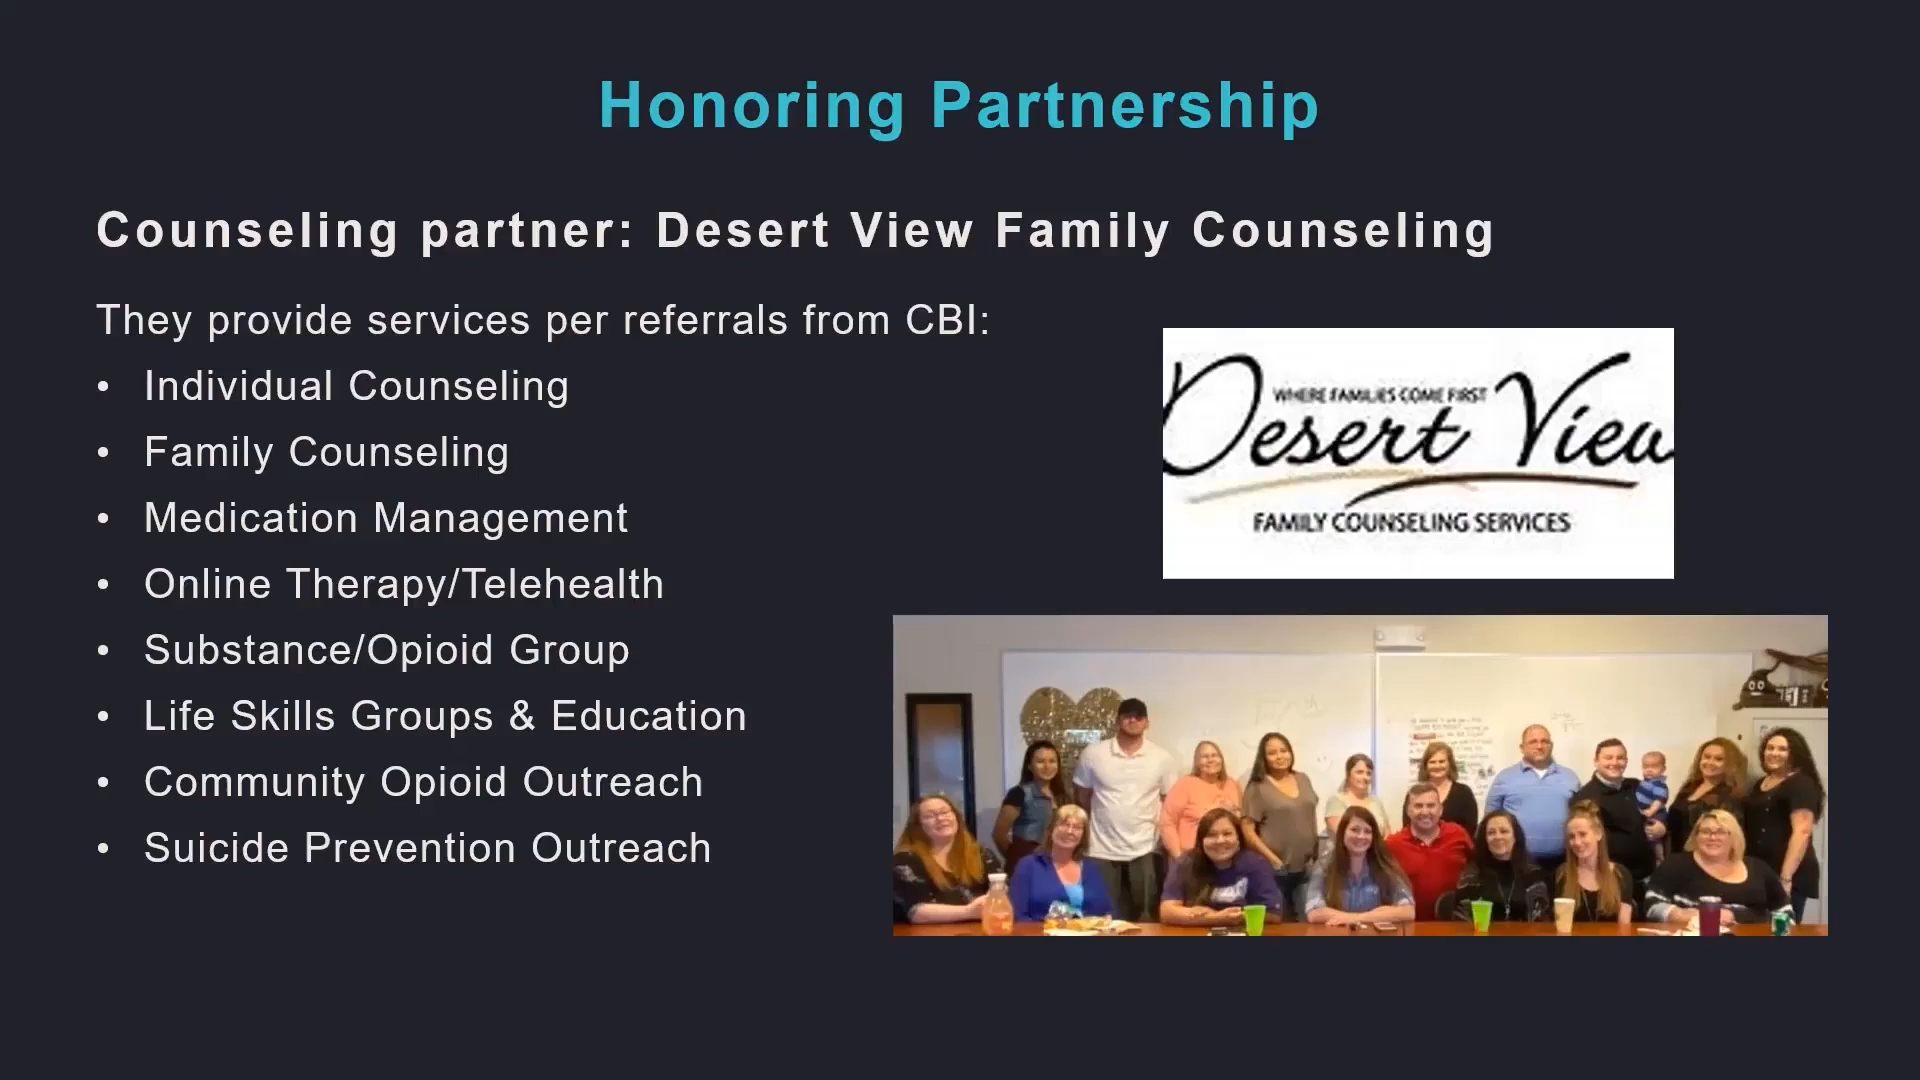 Honoring Partnership
Counseling partner: Desert View Family Counseling
They provide services per referrals from CBI:
• Individual Counseling
• Family Counseling
• Medication Management
• Online Therapy/Telehealth
• Substance/Opioid Group
• Life Skills Groups & Education
• Community Opioid Outreach
• Suicide Prevention Outreach
WHERE FAMILIES COME FIRST
Desert View
FAMILY COUNSELING SERVICES